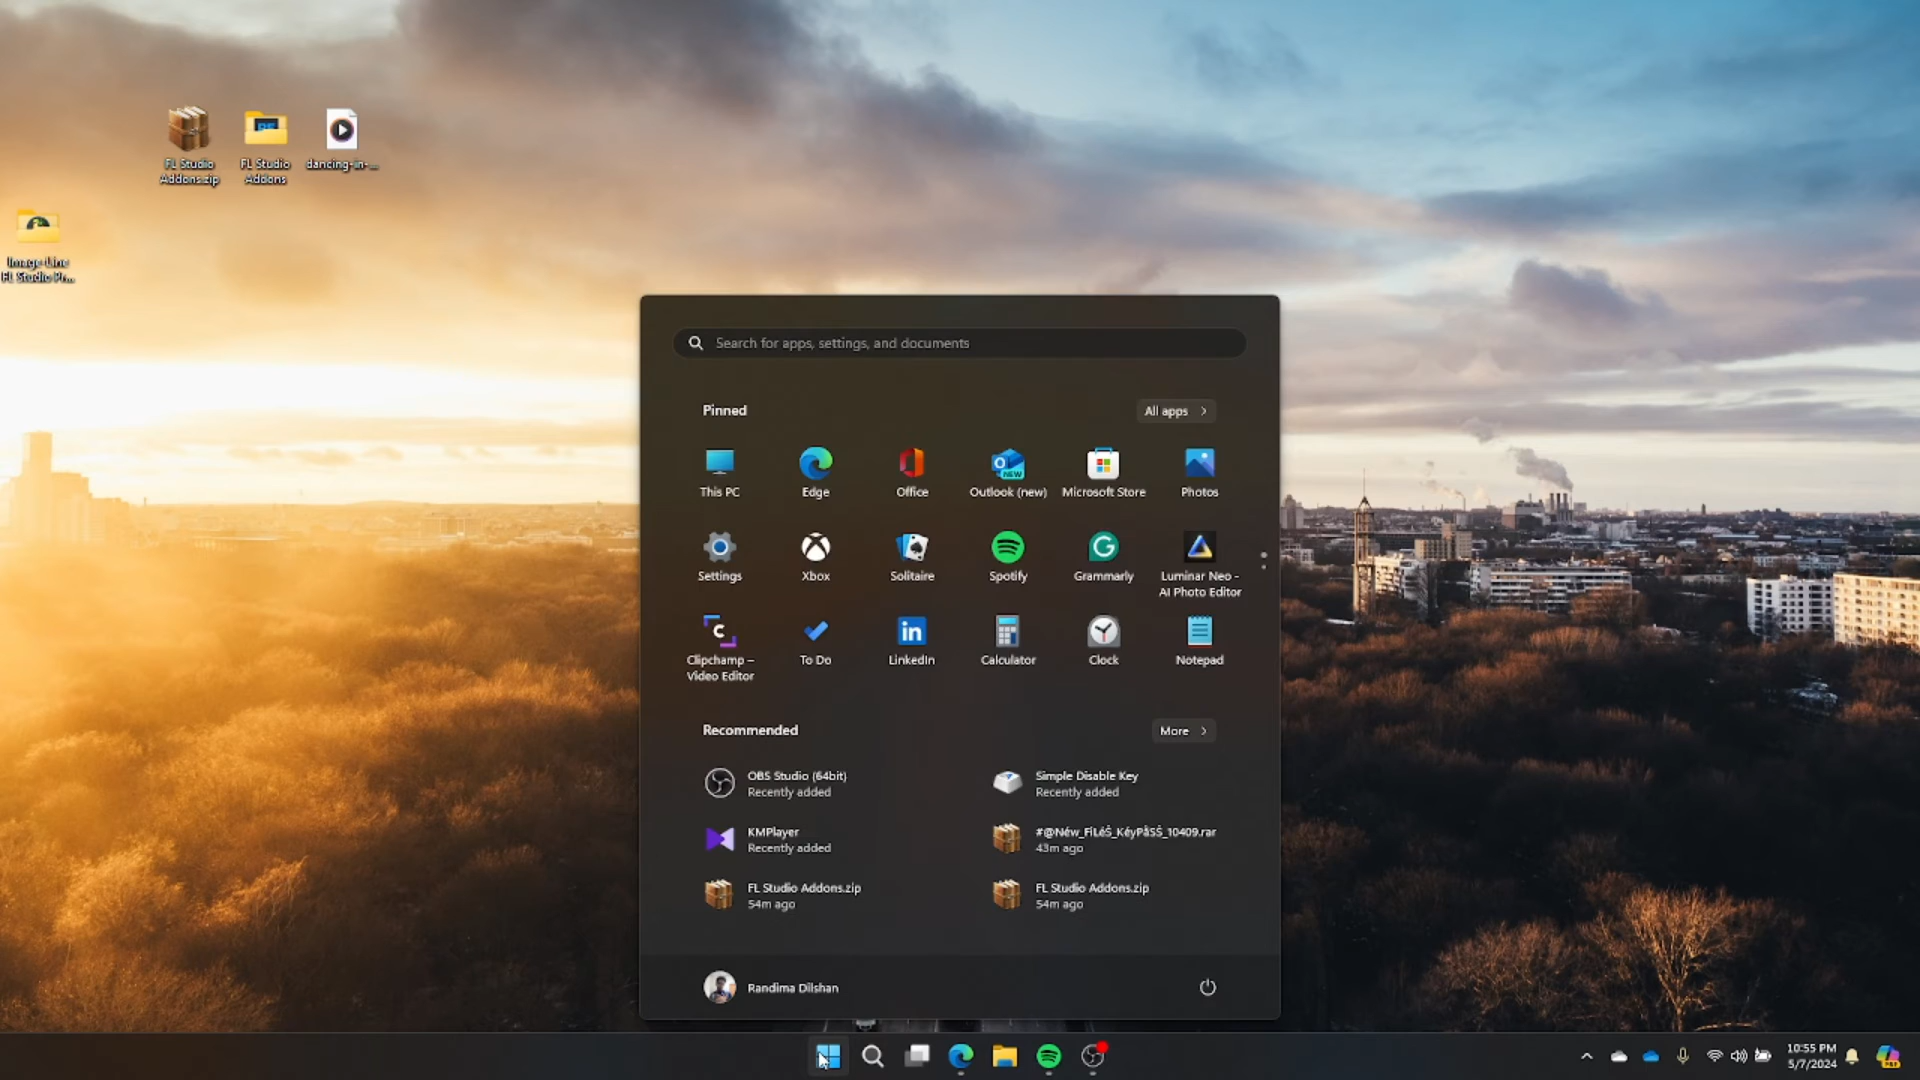 FL Studio
Addons.zip
FL Studio
Addons
dancing-in-...
Image-Line
FL Studio Pr...
Search for apps, settings, and documents
Pinned
All apps
This PC
Edge
Office
Outlook (new)
Microsoft Store
Photos
Settings
Xbox
Solitaire
Spotify
Grammarly
Luminar Neo -
AI Photo Editor
Clipchamp –
Video Editor
To Do
LinkedIn
Calculator
Clock
Notepad
Recommended
More
OBS Studio (64bit)
Recently added
Simple Disable Key
Recently added
KMPlayer
Recently added
43m ago
FL Studio Addons.zip
54m ago
FL Studio Addons.zip
54m ago
Randima Dilshan
10:55 PM
5/7/2024